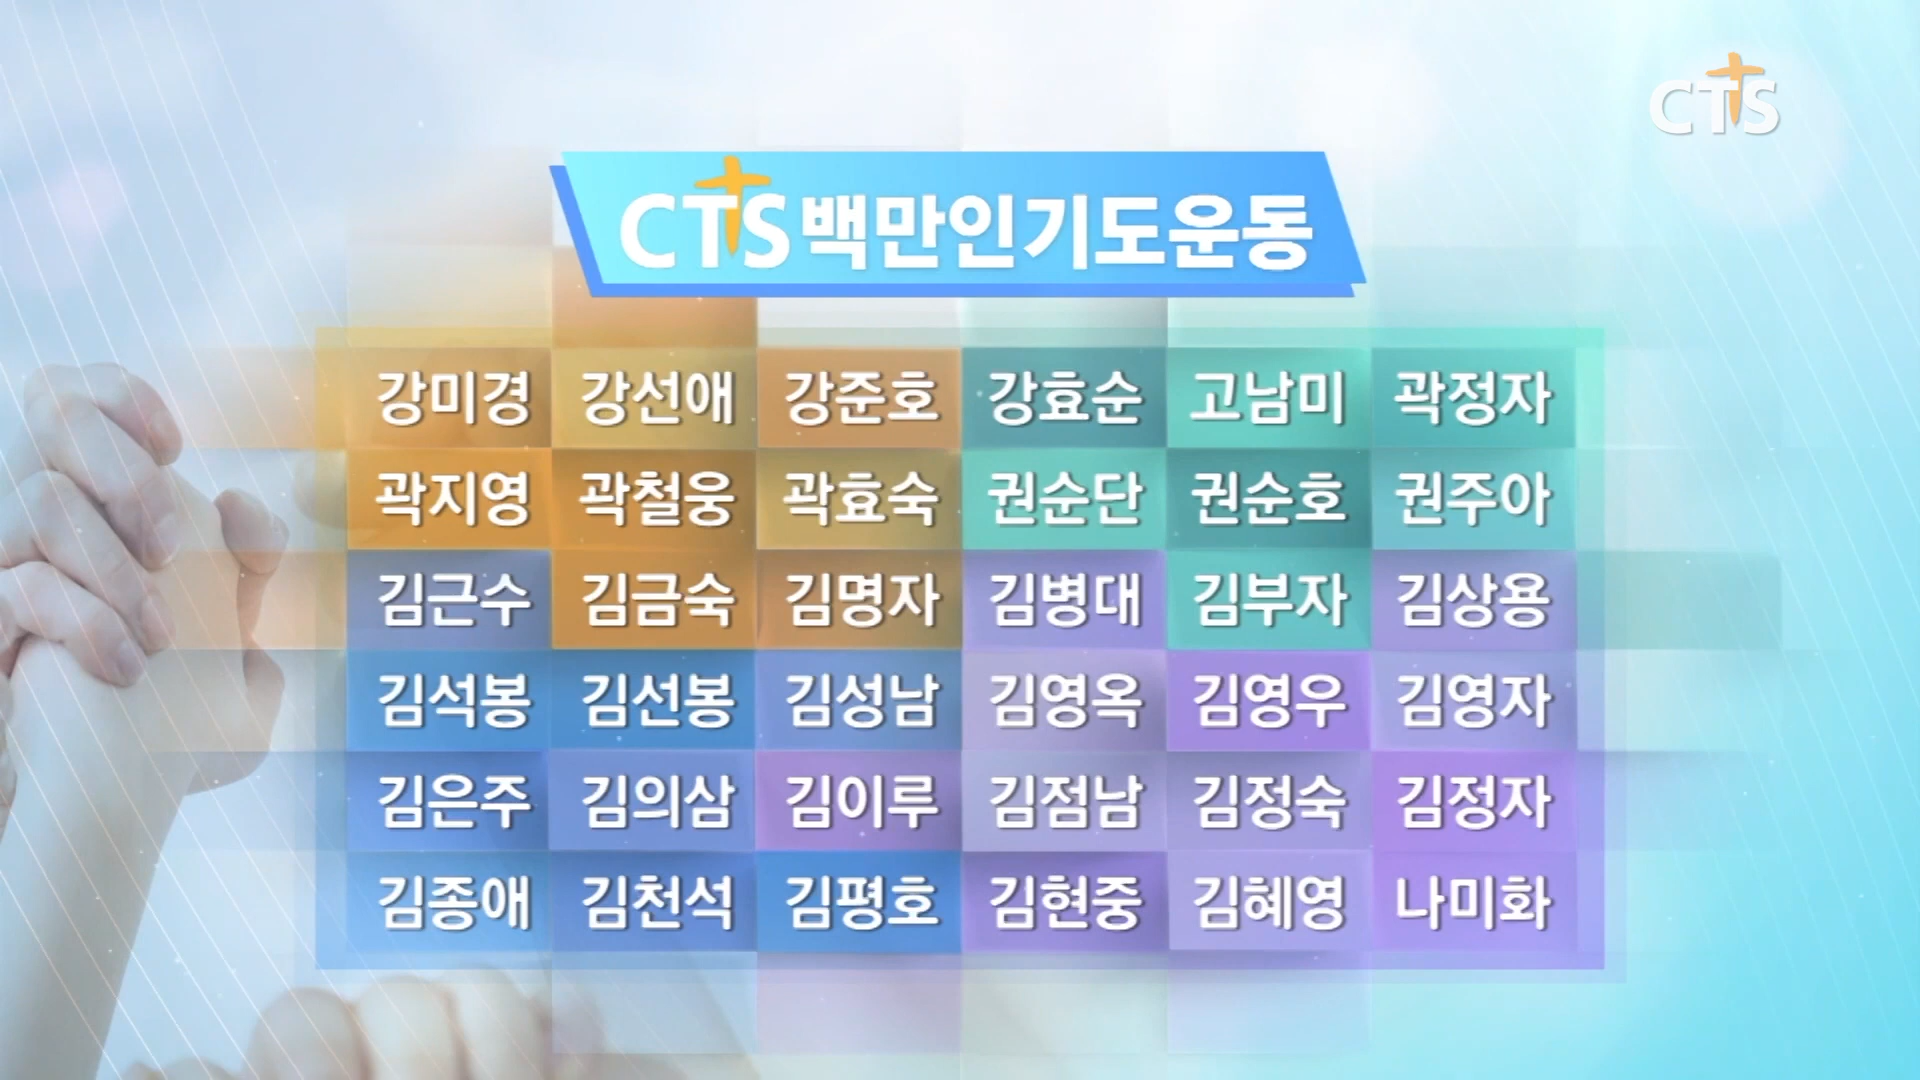 CTS
CTS백만인기도운동
강미경 강선애 강준호 강효순 고남미 곽정자
곽지영 곽철웅 곽효숙 권순단 권순호 권주아
김근수 김금숙 김명자 김병대 김부자 김상용
김석봉 김선봉 김성남 김영옥 김영우 김영자
김은주 김의삼 김이루 김점남 김정숙 김정자
김종애 김천석 김평호 김현중 김혜영 나미화